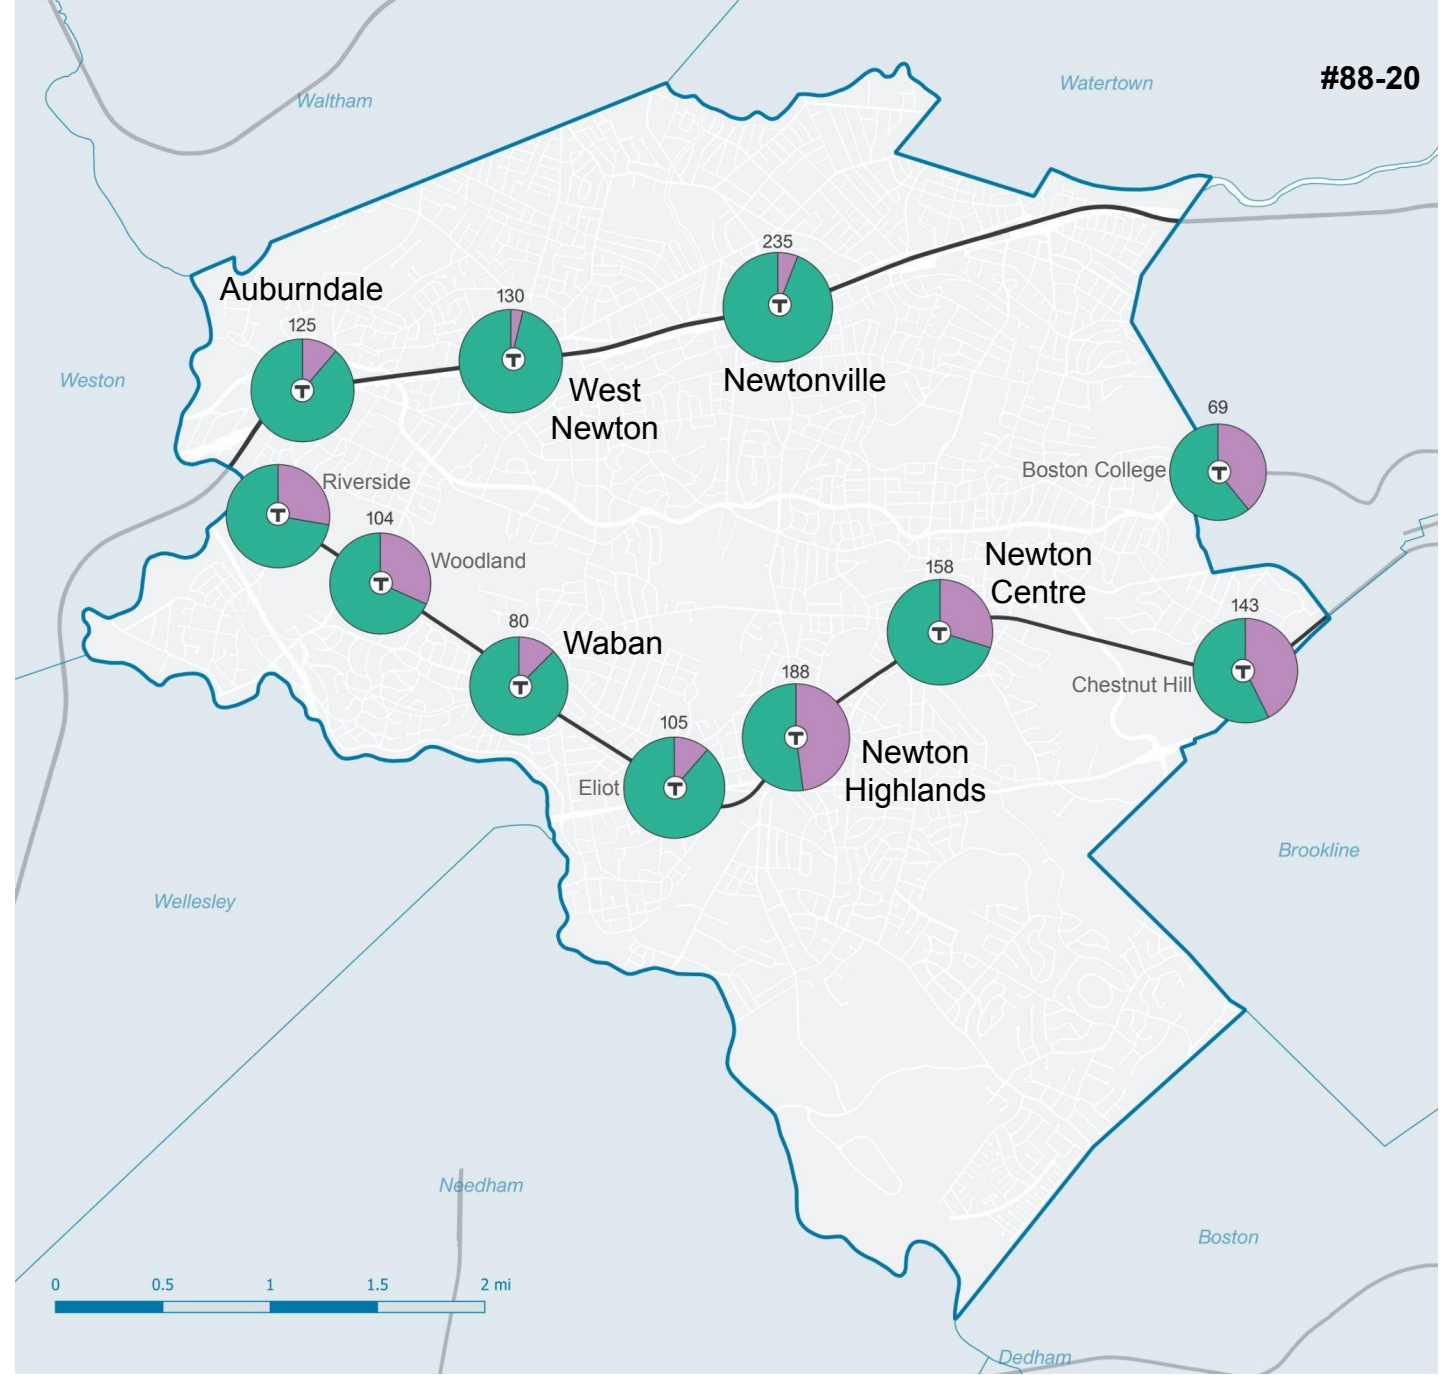 #88-20
Watertown
Waltham
235
Auburndale
130
125
Weston
West
Newton
Newtonville
69
Boston College
Riverside
104
Woodland
Newton
Centre
158
80
Waban
143
188
Chestnut Hill
105
Newton
Highlands
Eliot
Brookline
Wellesley
Needham
Boston
0 0.5 1 1.5 2 mi
Dedham
T
T
T
T
T
T
T
T
T
T
T